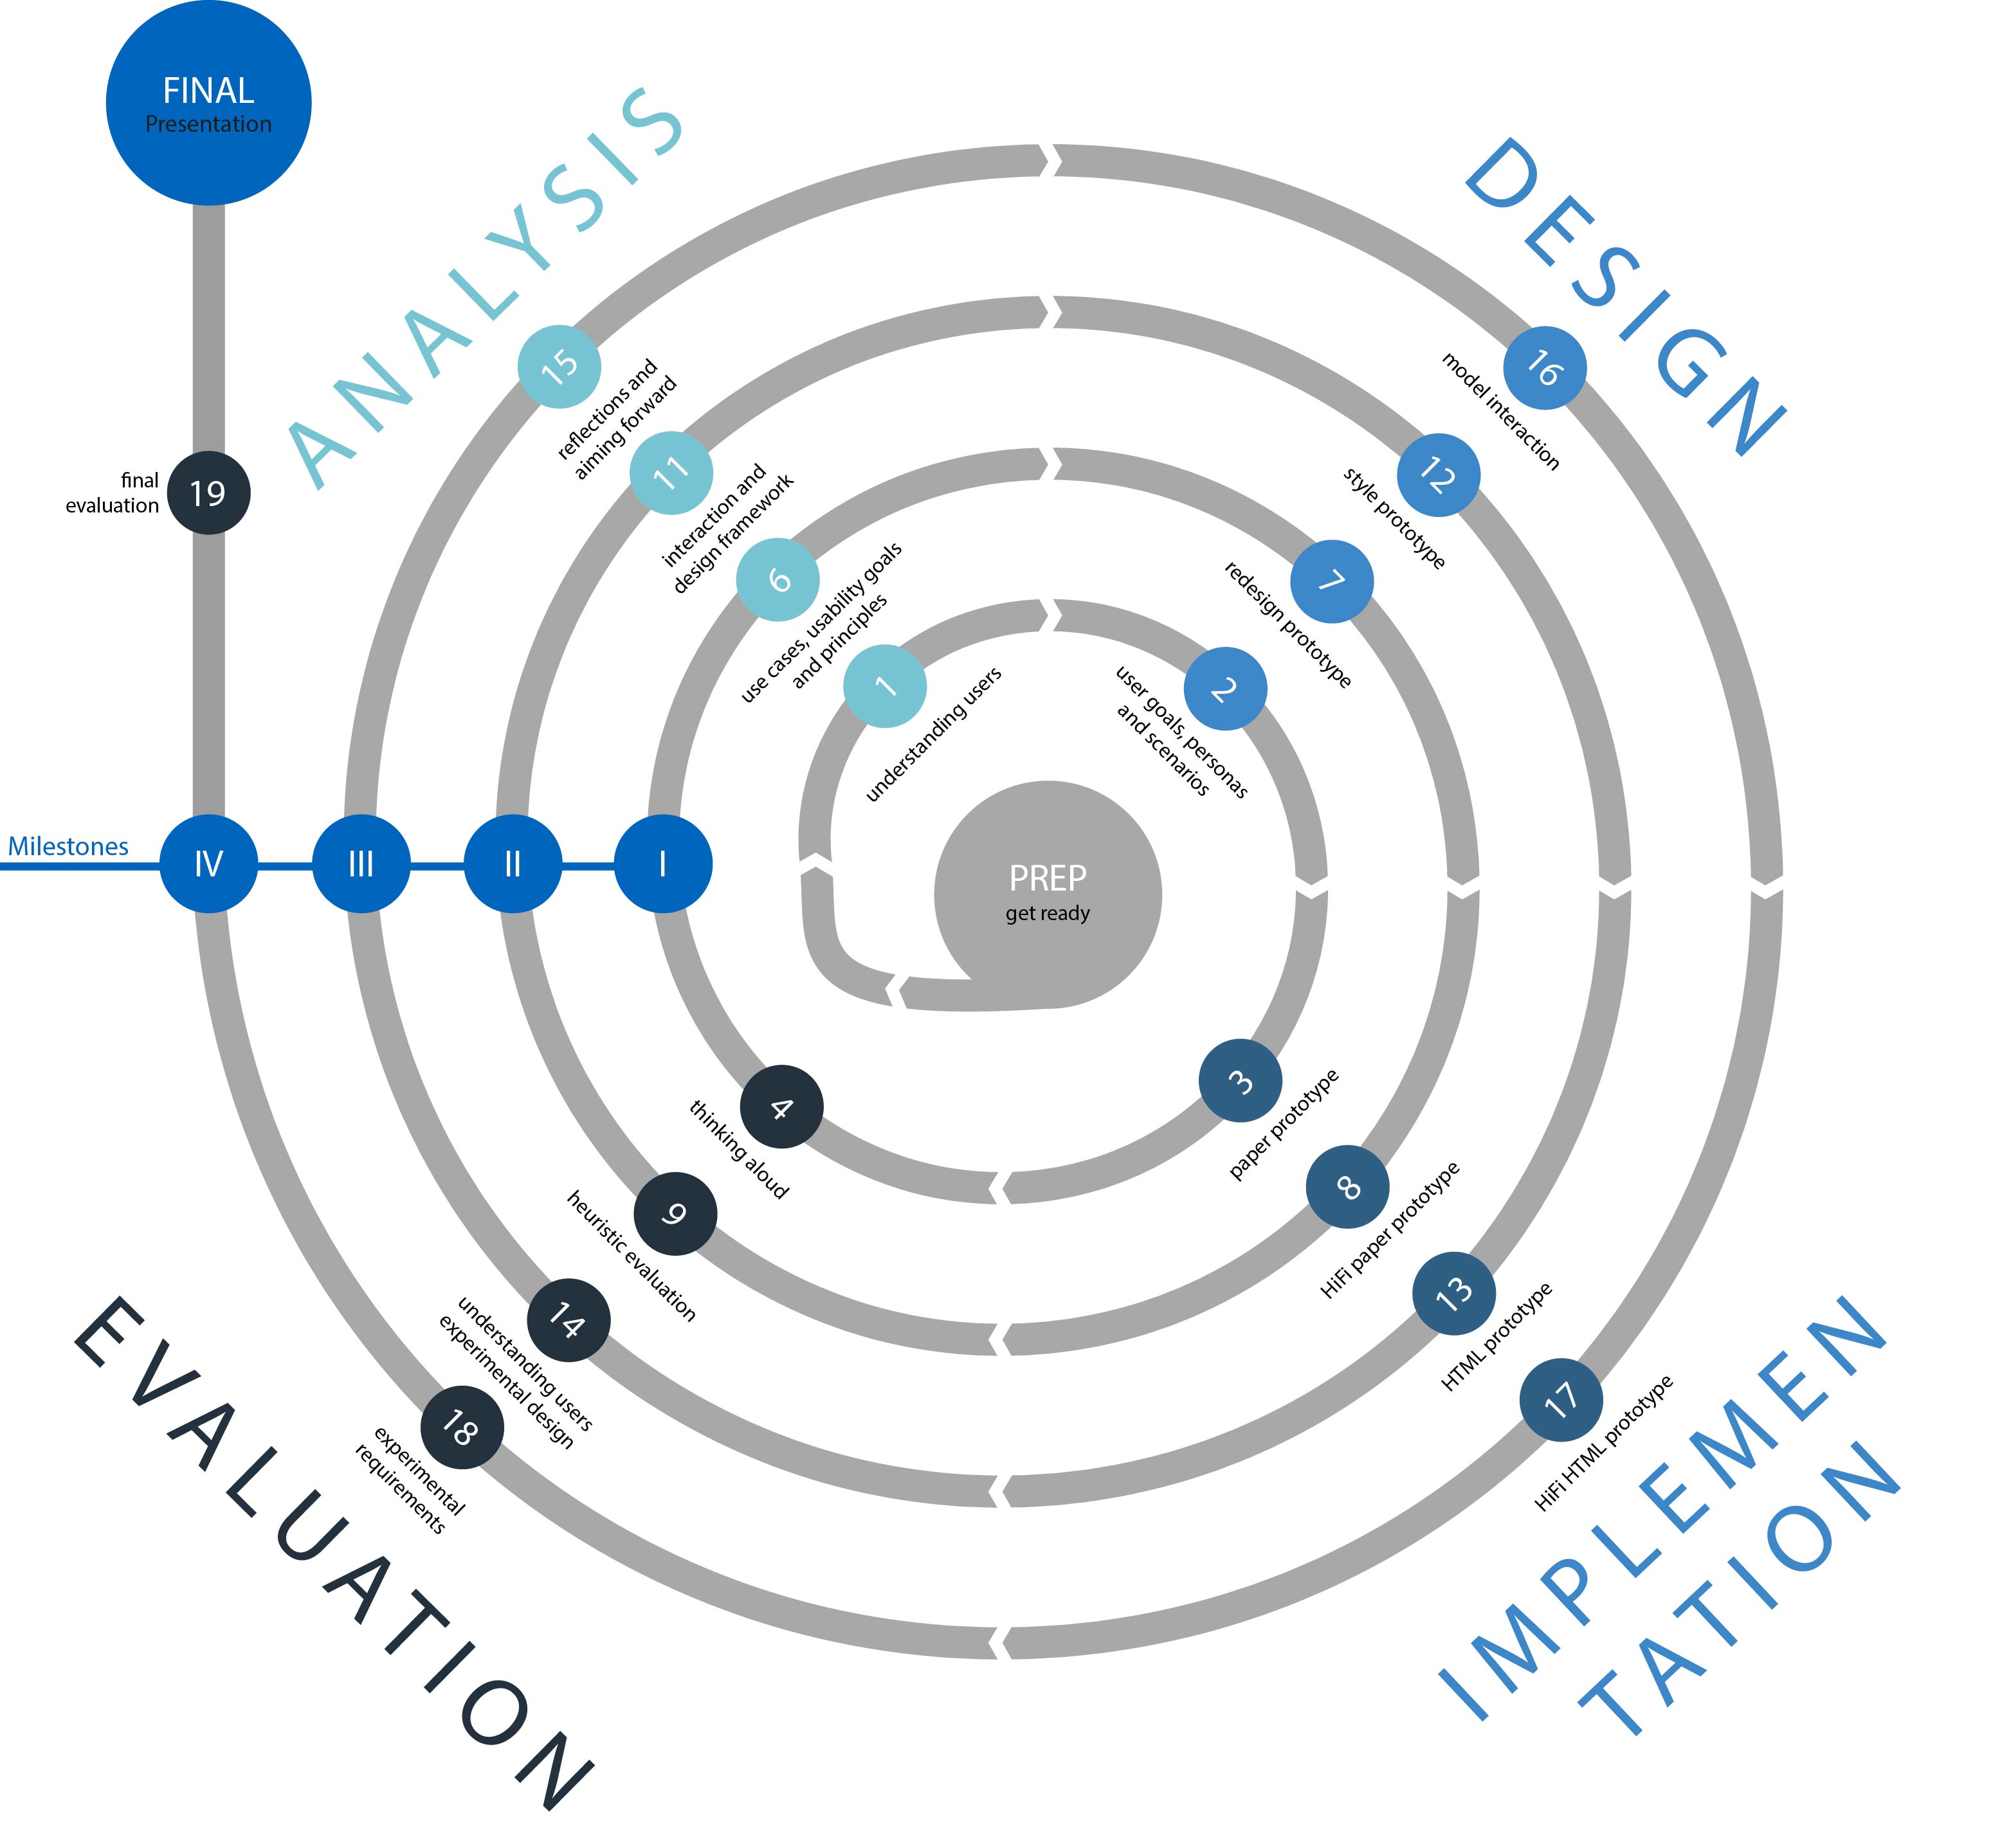 FINAL
Presentation
ANALYSIS
DESIGN
15
reflections and
aiming forward
16
model interaction
11
interaction and
design framework
12
style prototype
19
final
evaluation
6
use cases, usability goals
and principles
7
redesign prototype
1
understanding users
2
user goals, personas
and scenarios
Milestones
IV
III
II
I
PREP
get ready
3
paper prototype
4
thinking aloud
8
HiFi paper prototype
9
heuristic evaluation
13
HTML prototype
14
understanding users
experimental design
17
HiFi HTML prototype
18
experimental
requirements
EVALUATION
IMPLEMEN
TATION